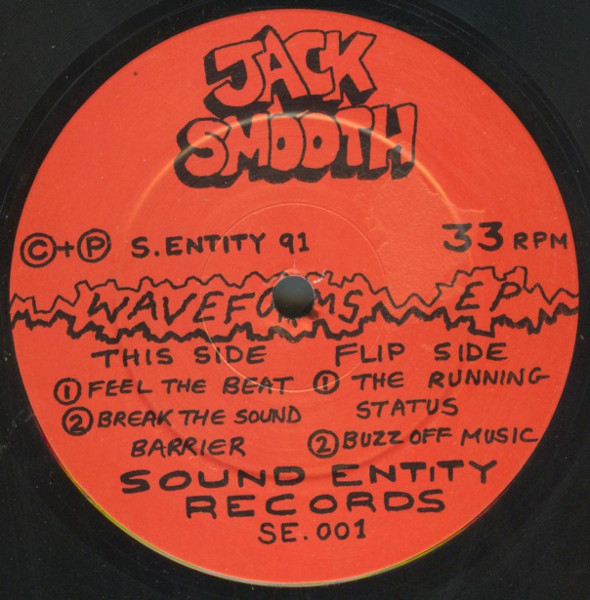 JACK
SMOOTH
©+Ⓟ S. ENTITY 91
33 RPM
WAVEFORMS EP
THIS SIDE
① FEEL THE BEAT
② BREAK THE SOUND
BARRIER
FLIP SIDE
① THE RUNNING
STATUS
② BUZZ OFF MUSIC
SOUND ENTITY
RECORDS
SE.001